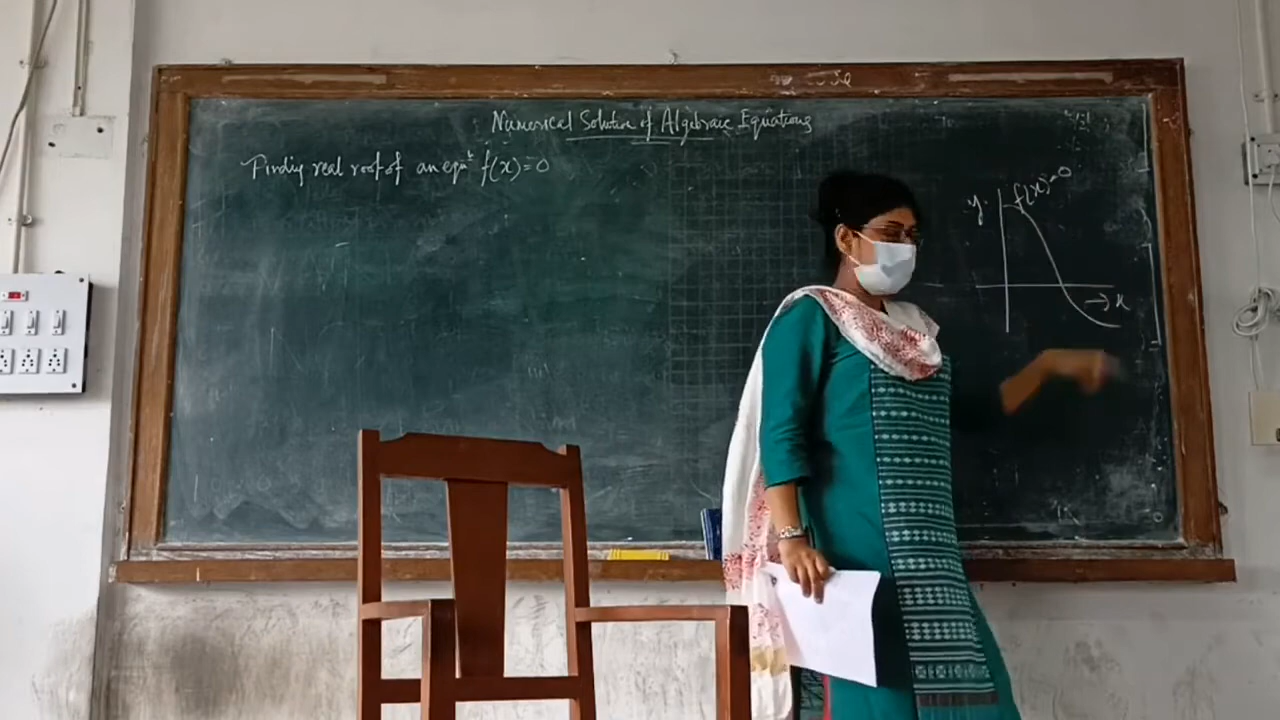 Numerical Solution of Algebraic Equations
Finding real root of an eqn f(x)=0
y
f(x)=0
→ x